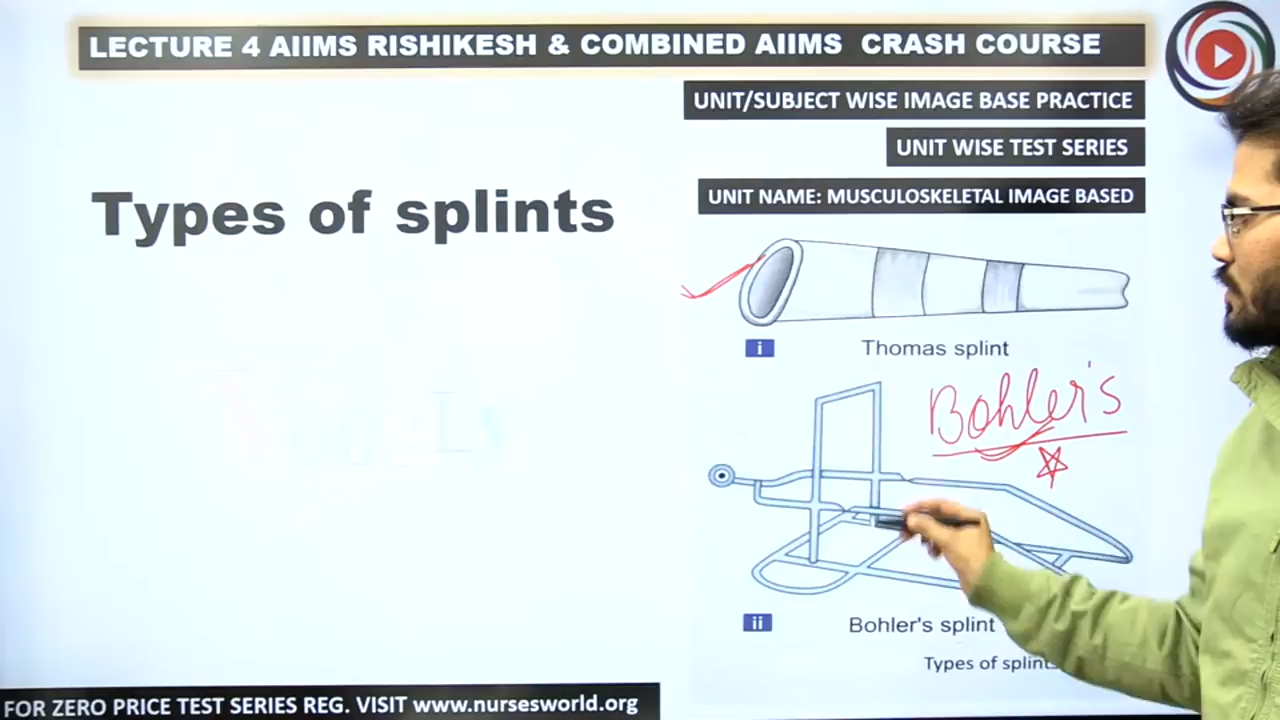 LECTURE 4 AIIMS RISHIKESH & COMBINED AIIMS CRASH COURSE
UNIT/SUBJECT WISE IMAGE BASE PRACTICE
UNIT WISE TEST SERIES
UNIT NAME: MUSCULOSKELETAL IMAGE BASED
Types of splints
i Thomas splint
Bohler's
ii Bohler's splint
Types of splints
FOR ZERO PRICE TEST SERIES REG. VISIT www.nursesworld.org